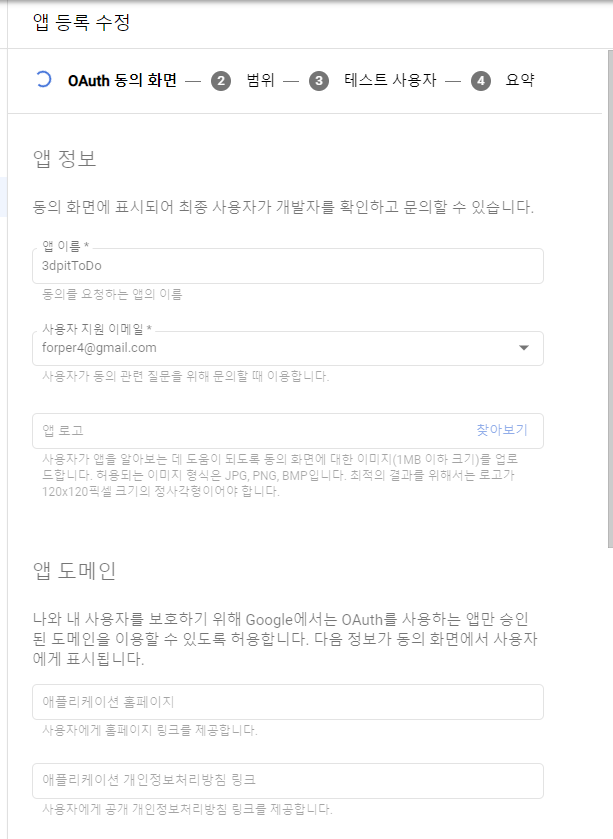 앱 등록 수정
OAuth 동의 화면 — 2 범위 — 3 테스트 사용자 — 4 요약
앱 정보
동의 화면에 표시되어 최종 사용자가 개발자를 확인하고 문의할 수 있습니다.
앱 이름 *
3dpitToDo
동의를 요청하는 앱의 이름
사용자 지원 이메일 *
forper4@gmail.com
사용자가 동의 관련 질문을 위해 문의할 때 이용합니다.
앱 로고 찾아보기
사용자가 앱을 알아보는 데 도움이 되도록 동의 화면에 대한 이미지(1MB 이하 크기)를 업로
드합니다. 허용되는 이미지 형식은 JPG, PNG, BMP입니다. 최적의 결과를 위해서는 로고가
120x120픽셀 크기의 정사각형이어야 합니다.
앱 도메인
나와 내 사용자를 보호하기 위해 Google에서는 OAuth를 사용하는 앱만 승인
된 도메인을 이용할 수 있도록 허용합니다. 다음 정보가 동의 화면에서 사용자
에게 표시됩니다.
애플리케이션 홈페이지
사용자에게 홈페이지 링크를 제공합니다.
애플리케이션 개인정보처리방침 링크
사용자에게 공개 개인정보처리방침 링크를 제공합니다.